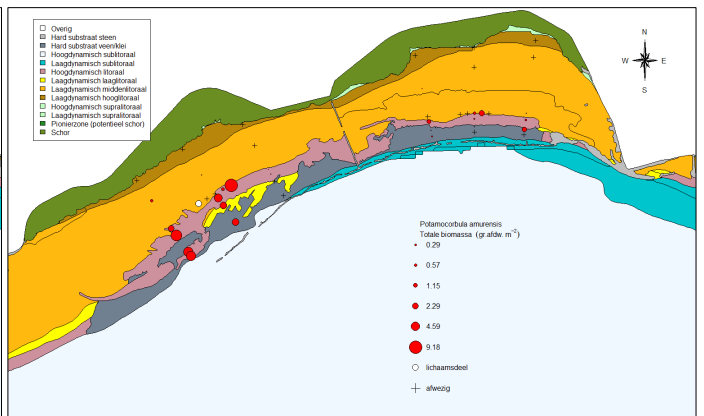 Overig
Hard substraat steen
Hard substraat veen/klei
Hoogdynamisch sublitoraal
Laagdynamisch sublitoraal
Hoogdynamisch litoraal
Laagdynamisch laaglitoraal
Laagdynamisch middenlitoraal
Laagdynamisch hooglitoraal
Hoogdynamisch supralitoraal
Laagdynamisch supralitoraal
Pionierzone (potentieel schor)
Schor
N
W E
S
Potamocorbula amurensis
Totale biomassa (gr.afdw. m⁻²)
0.29
0.57
1.15
2.29
4.59
9.18
lichaamsdeel
afwezig